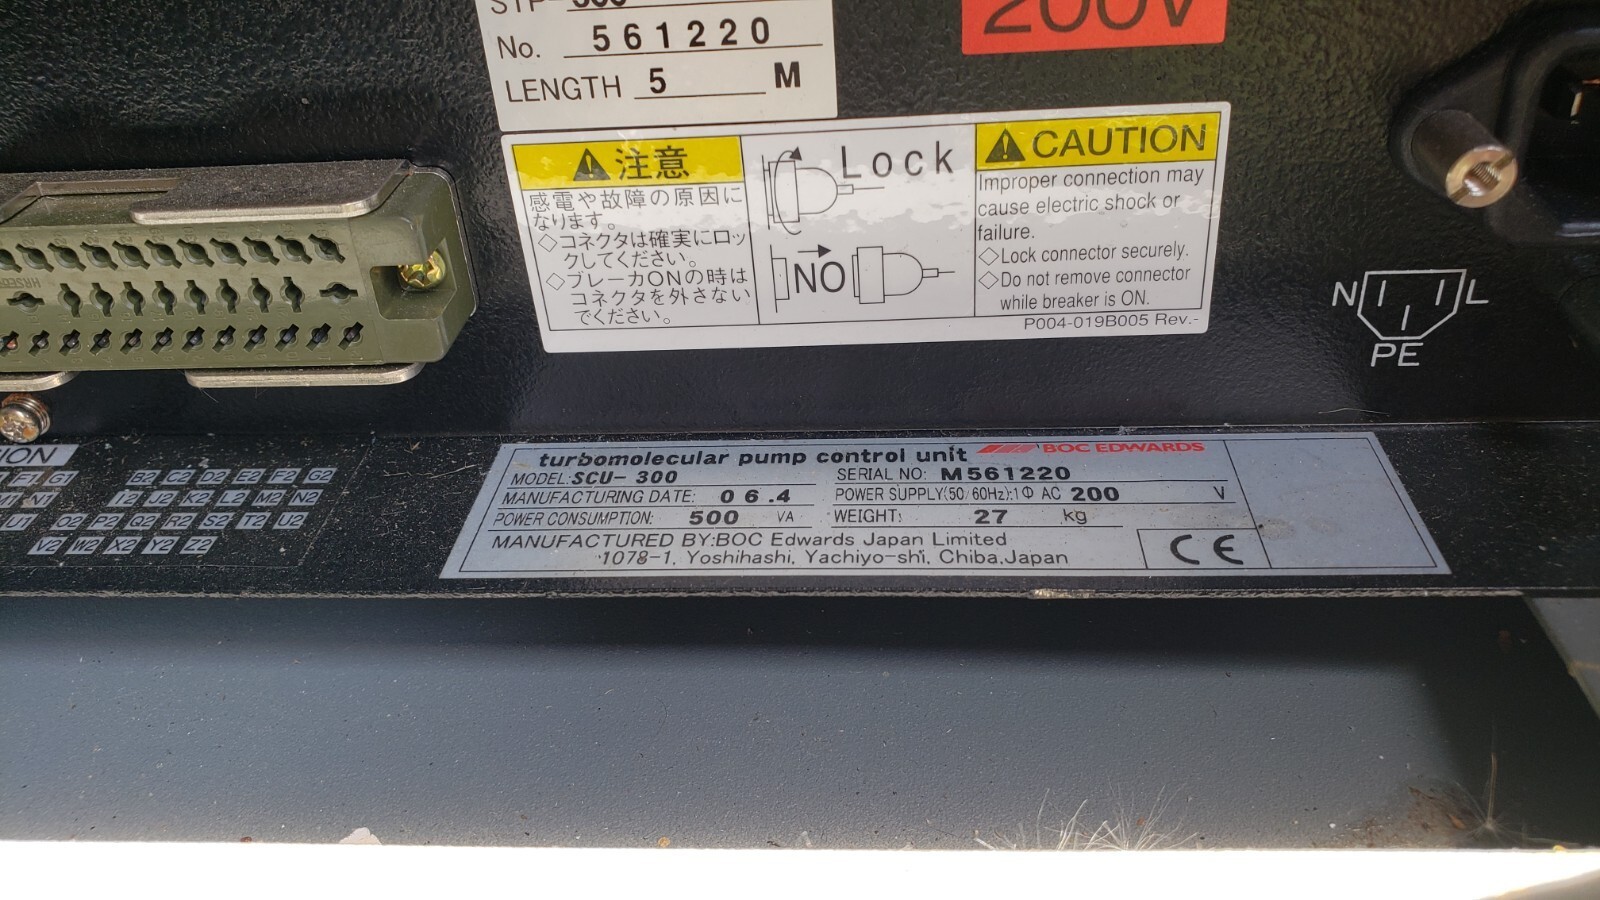 No. 561220
LENGTH 5 M
200V
⚠注意
感電や故障の原因に
なります。
◇コネクタは確実にロッ
クしてください。
◇ブレーカONの時は
コネクタを外さない
でください。
Lock
NO
⚠CAUTION
Improper connection may
cause electric shock or
failure.
◇Lock connector securely.
◇Do not remove connector
while breaker is ON.
P004-019B005 Rev.-
N L
PE
F1 G1 B2 C2 D2 E2 F2 G2
N1 I2 J2 K2 L2 M2 N2
U1 O2 P2 Q2 R2 S2 T2 U2
V2 W2 X2 Y2 Z2
turbomolecular pump control unit BOC EDWARDS
MODEL:SCU-300 SERIAL NO: M561220
MANUFACTURING DATE: 06.4 POWER SUPPLY(50/60Hz):1Φ AC 200 V
POWER CONSUMPTION: 500 VA WEIGHT: 27 kg
MANUFACTURED BY:BOC Edwards Japan Limited
1078-1, Yoshihashi, Yachiyo-shi, Chiba,Japan
CE